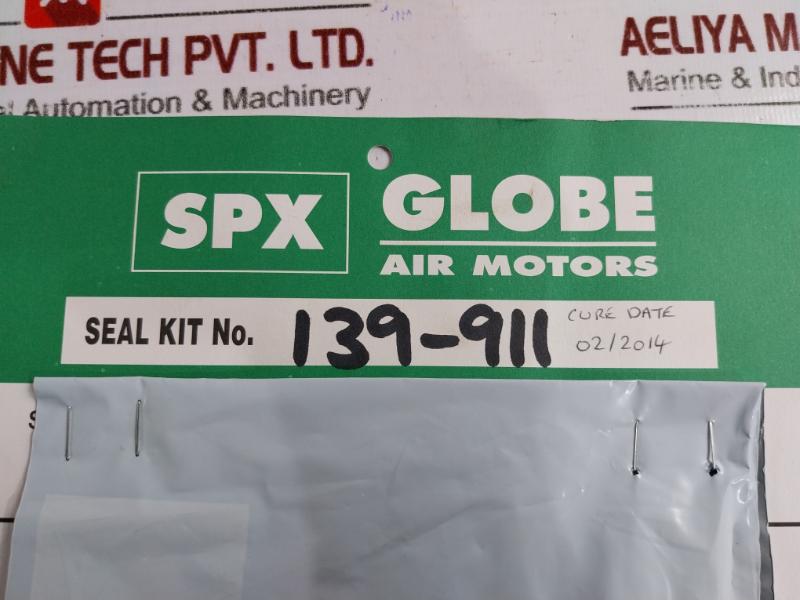 NE TECH PVT. LTD.
Automation & Machinery
AELIYA M
Marine & Ind
SPX
GLOBE
AIR MOTORS
SEAL KIT No. 139-911
CURE DATE
02/2014